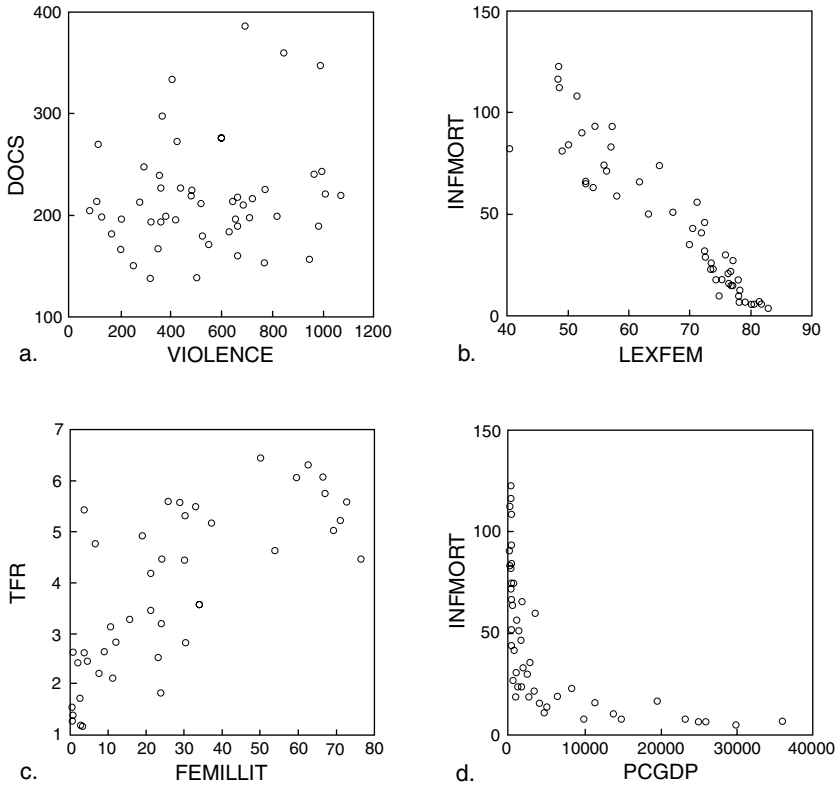 400
300
200
100
DOCS
0 200 400 600 800 1000 1200
a. VIOLENCE
150
100
50
0
INFMORT
40 50 60 70 80 90
b. LEXFEM
7
6
5
4
3
2
1
TFR
0 10 20 30 40 50 60 70 80
c. FEMILLIT
150
100
50
0
INFMORT
0 10000 20000 30000 40000
d. PCGDP